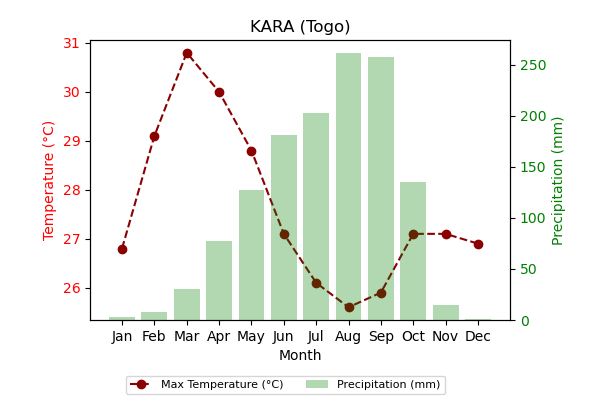 KARA (Togo)
31
30
29
28
27
26
Temperature (°C)
250
200
150
100
50
0
Precipitation (mm)
Jan Feb Mar Apr May Jun Jul Aug Sep Oct Nov Dec
Month
Max Temperature (°C) Precipitation (mm)